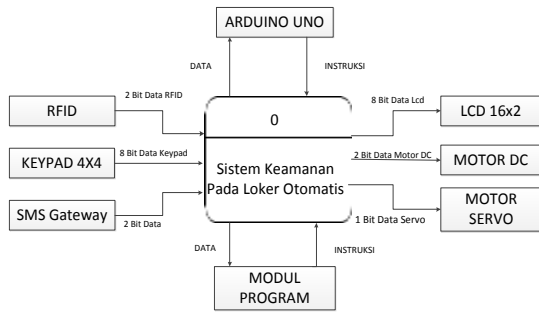 ARDUINO UNO
DATA
INSTRUKSI
2 Bit Data RFID
8 Bit Data Lcd
RFID
0
LCD 16x2
8 Bit Data Keypad
2 Bit Data Motor DC
KEYPAD 4X4
Sistem Keamanan
Pada Loker Otomatis
MOTOR DC
SMS Gateway
MOTOR
SERVO
2 Bit Data
1 Bit Data Servo
DATA
INSTRUKSI
MODUL
PROGRAM